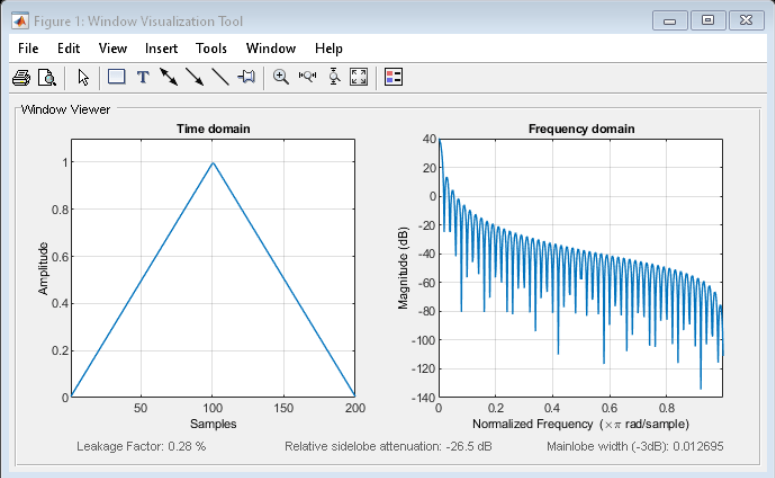 Figure 1: Window Visualization Tool
File Edit View Insert Tools Window Help
T
Window Viewer
Time domain
1
0.8
0.6
0.4
0.2
0
50 100 150 200
Amplitude
Samples
Frequency domain
40
20
0
-20
-40
-60
-80
-100
-120
-140
0 0.2 0.4 0.6 0.8
Magnitude (dB)
Normalized Frequency (×π rad/sample)
Leakage Factor: 0.28 % Relative sidelobe attenuation: -26.5 dB Mainlobe width (-3dB): 0.012695